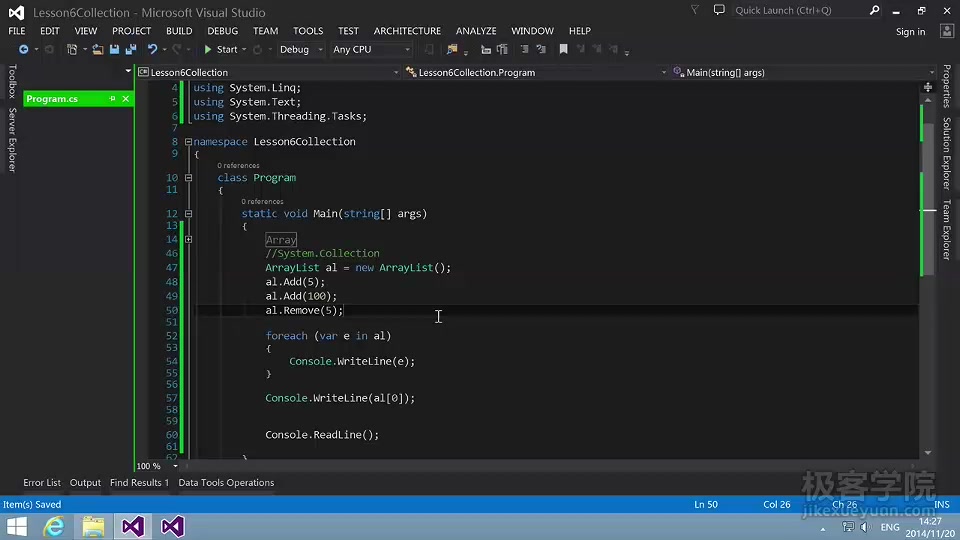 Lesson6Collection - Microsoft Visual Studio
Quick Launch (Ctrl+Q)
FILE EDIT VIEW PROJECT BUILD DEBUG TEAM TOOLS TEST ARCHITECTURE ANALYZE WINDOW HELP
Sign in
Start Debug Any CPU
Toolbox
Server Explorer
Program.cs
Lesson6Collection
Lesson6Collection.Program
Main(string[] args)
4 using System.Linq;
5 using System.Text;
6 using System.Threading.Tasks;
7
8 namespace Lesson6Collection
9 {
0 references
10 class Program
11 {
0 references
12 static void Main(string[] args)
13 {
14 Array
46 //System.Collection
47 ArrayList al = new ArrayList();
48 al.Add(5);
49 al.Add(100);
50 al.Remove(5);
51
52 foreach (var e in al)
53 {
54 Console.WriteLine(e);
55 }
56
57 Console.WriteLine(al[0]);
58
59
60 Console.ReadLine();
61
62 }
Properties
Solution Explorer
Team Explorer
100 %
Error List Output Find Results 1 Data Tools Operations
Item(s) Saved
Ln 50 Col 26 Ch 26 INS
极客学院
jikexueyuan.com
ENG
14:27
2014/11/20